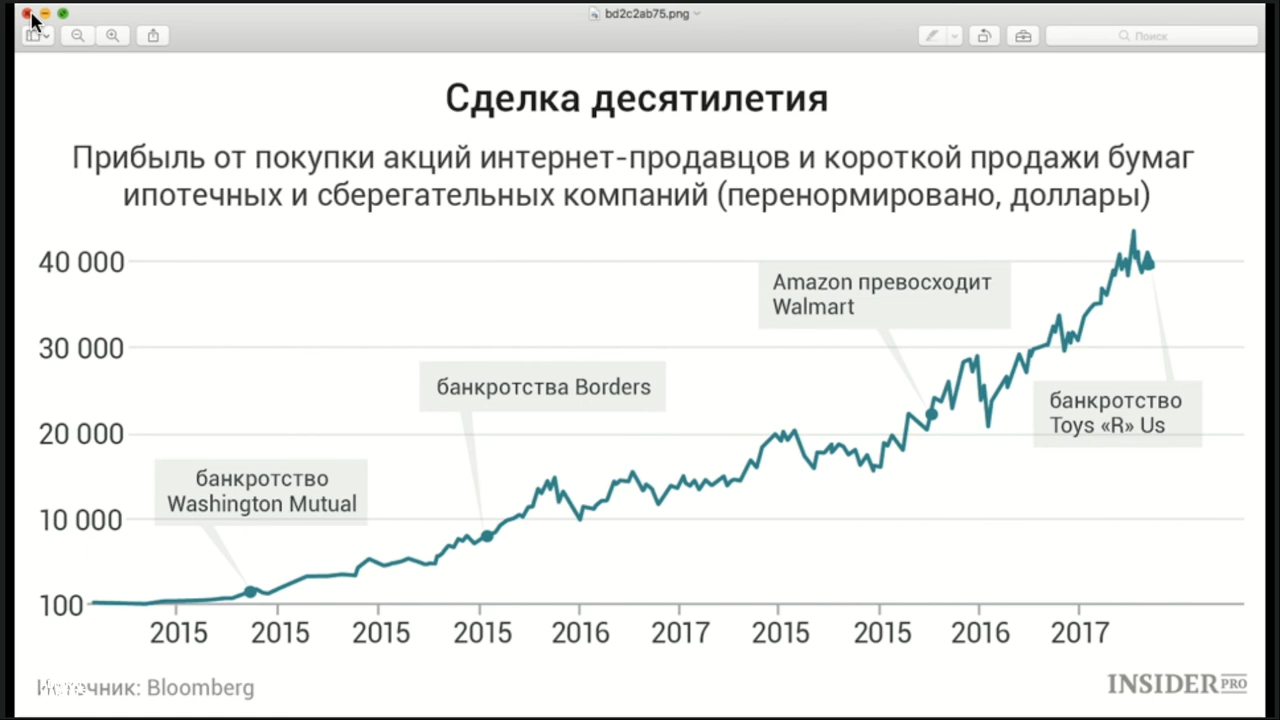 bd2c2ab75.png
Поиск
Сделка десятилетия
Прибыль от покупки акций интернет-продавцов и короткой продажи бумаг
ипотечных и сберегательных компаний (перенормировано, доллары)
40 000
30 000
20 000
10 000
100
Amazon превосходит
Walmart
банкротства Borders
банкротство
Toys «R» Us
банкротство
Washington Mutual
2015 2015 2015 2015 2016 2017 2015 2015 2016 2017
Источник: Bloomberg
INSIDER PRO